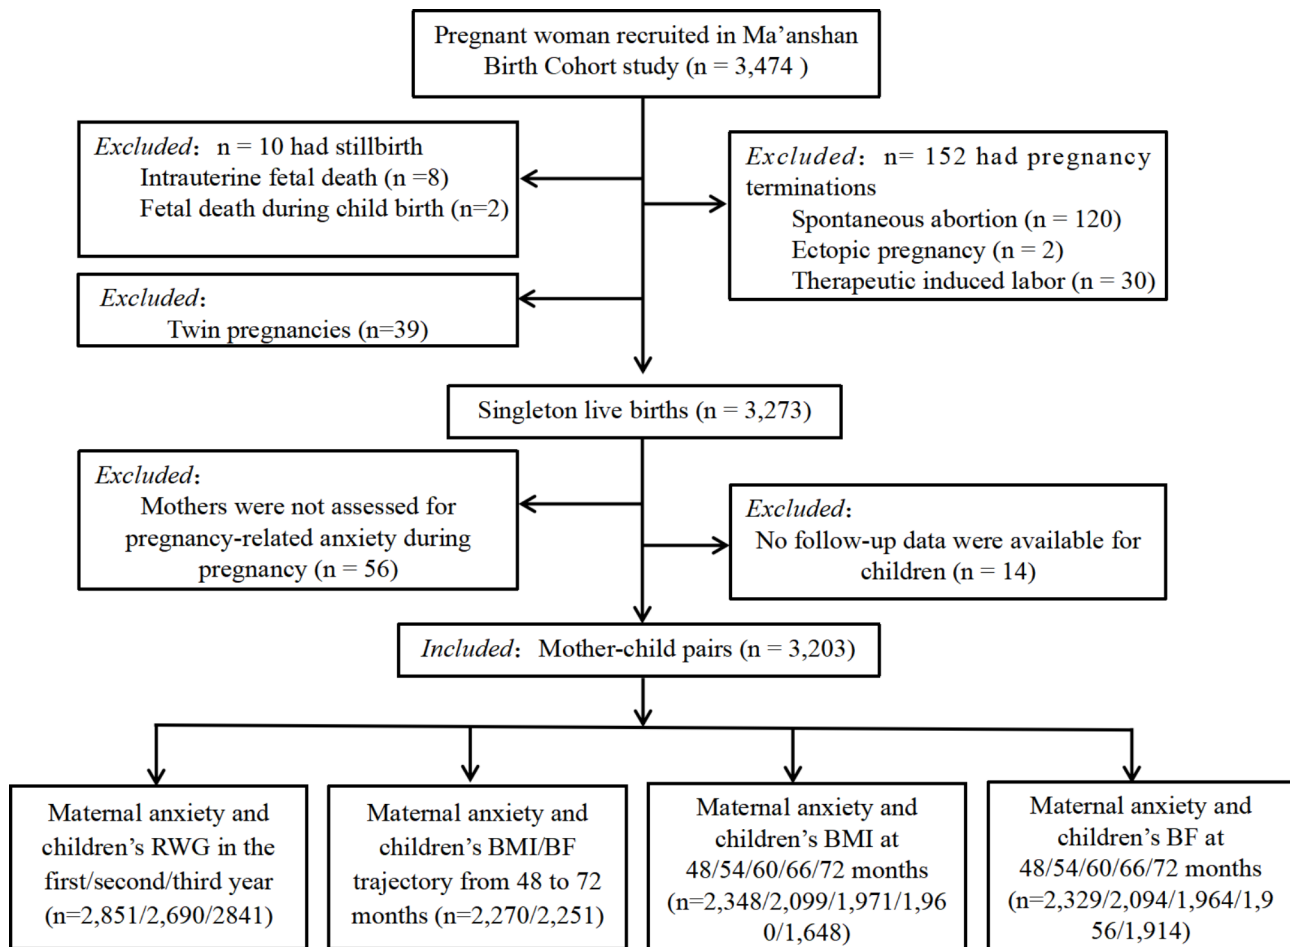 Pregnant woman recruited in Ma’anshan
Birth Cohort study (n = 3,474 )
Excluded：n = 10 had stillbirth
Intrauterine fetal death (n =8)
Fetal death during child birth (n=2)
Excluded：n= 152 had pregnancy
terminations
Spontaneous abortion (n = 120)
Ectopic pregnancy (n = 2)
Therapeutic induced labor (n = 30)
Excluded：
Twin pregnancies (n=39)
Singleton live births (n = 3,273)
Excluded：
Mothers were not assessed for
pregnancy-related anxiety during
pregnancy (n = 56)
Excluded：
No follow-up data were available for
children (n = 14)
Included：Mother-child pairs (n = 3,203)
Maternal anxiety and
children’s RWG in the
first/second/third year
(n=2,851/2,690/2841)
Maternal anxiety and
children’s BMI/BF
trajectory from 48 to 72
months (n=2,270/2,251)
Maternal anxiety and
children’s BMI at
48/54/60/66/72 months
(n=2,348/2,099/1,971/1,96
0/1,648)
Maternal anxiety and
children’s BF at
48/54/60/66/72 months
(n=2,329/2,094/1,964/1,9
56/1,914)